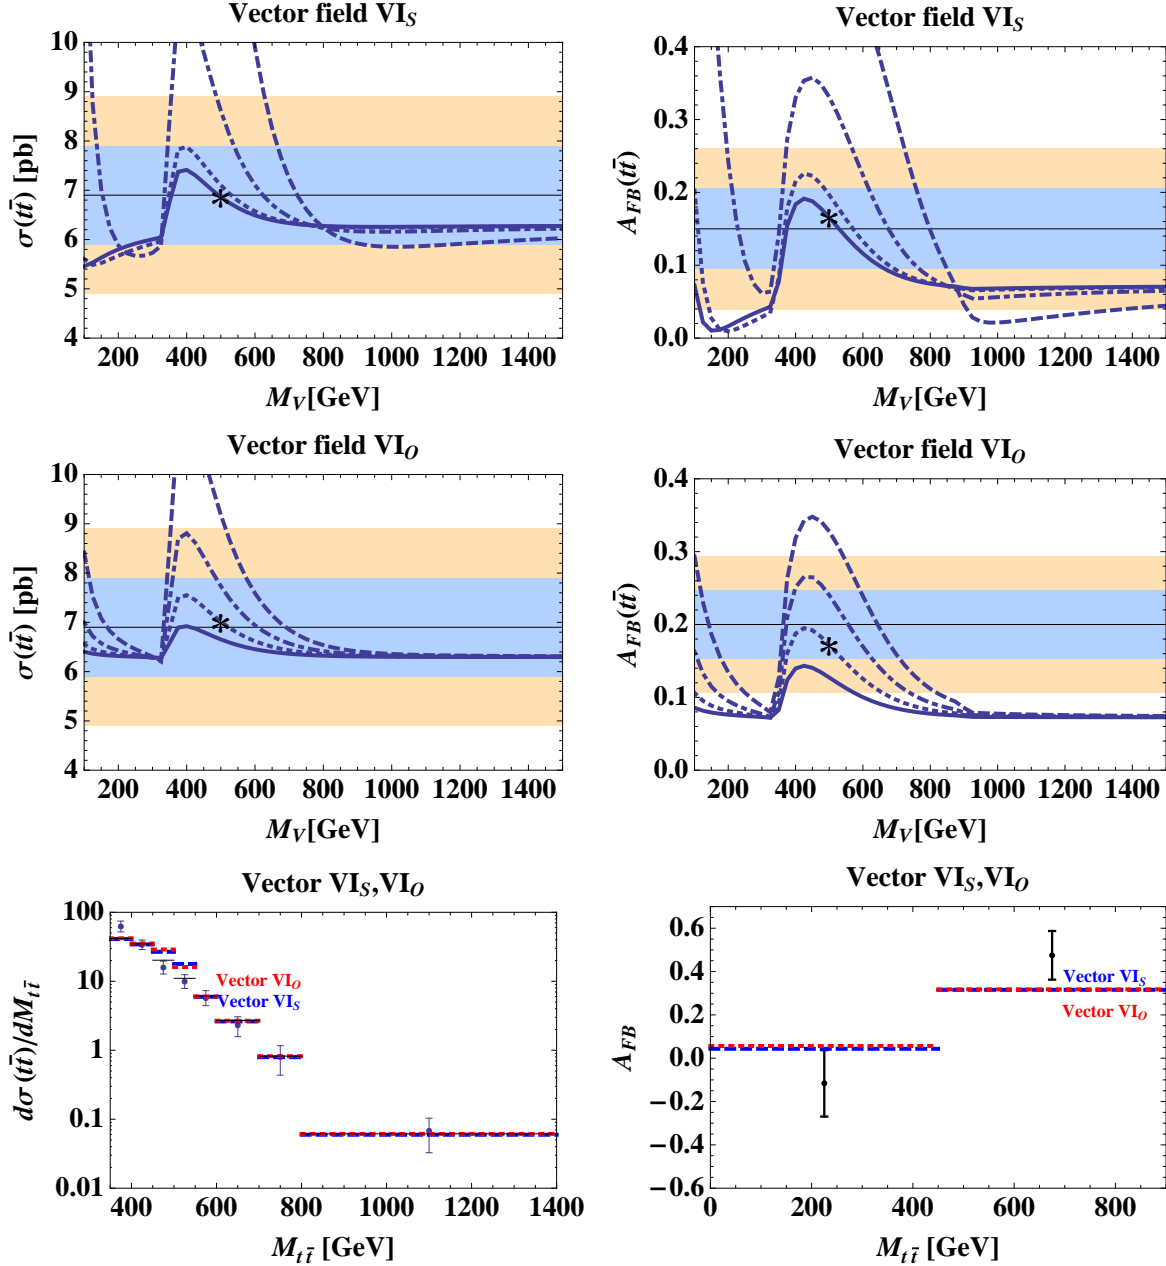 Vector field VI_S
Vector field VI_S
10
9
8
7
6
5
4
σ(tt̄) [pb]
200 400 600 800 1000 1200 1400
M_V[GeV]
0.4
0.3
0.2
0.1
0.0
A_FB(tt̄)
200 400 600 800 1000 1200 1400
M_V[GeV]
Vector field VI_O
Vector field VI_O
10
9
8
7
6
5
4
σ(tt̄) [pb]
200 400 600 800 1000 1200 1400
M_V[GeV]
0.4
0.3
0.2
0.1
0.0
A_FB(tt̄)
200 400 600 800 1000 1200 1400
M_V[GeV]
Vector VI_S,VI_O
Vector VI_S,VI_O
100
10
1
0.1
0.01
dσ(tt̄)/dM_tt̄
Vector VI_O
Vector VI_S
400 600 800 1000 1200 1400
M_tt̄ [GeV]
0.6
0.4
0.2
0.0
−0.2
−0.4
−0.6
A_FB
Vector VI_S
Vector VI_O
0 200 400 600 800
M_tt̄ [GeV]